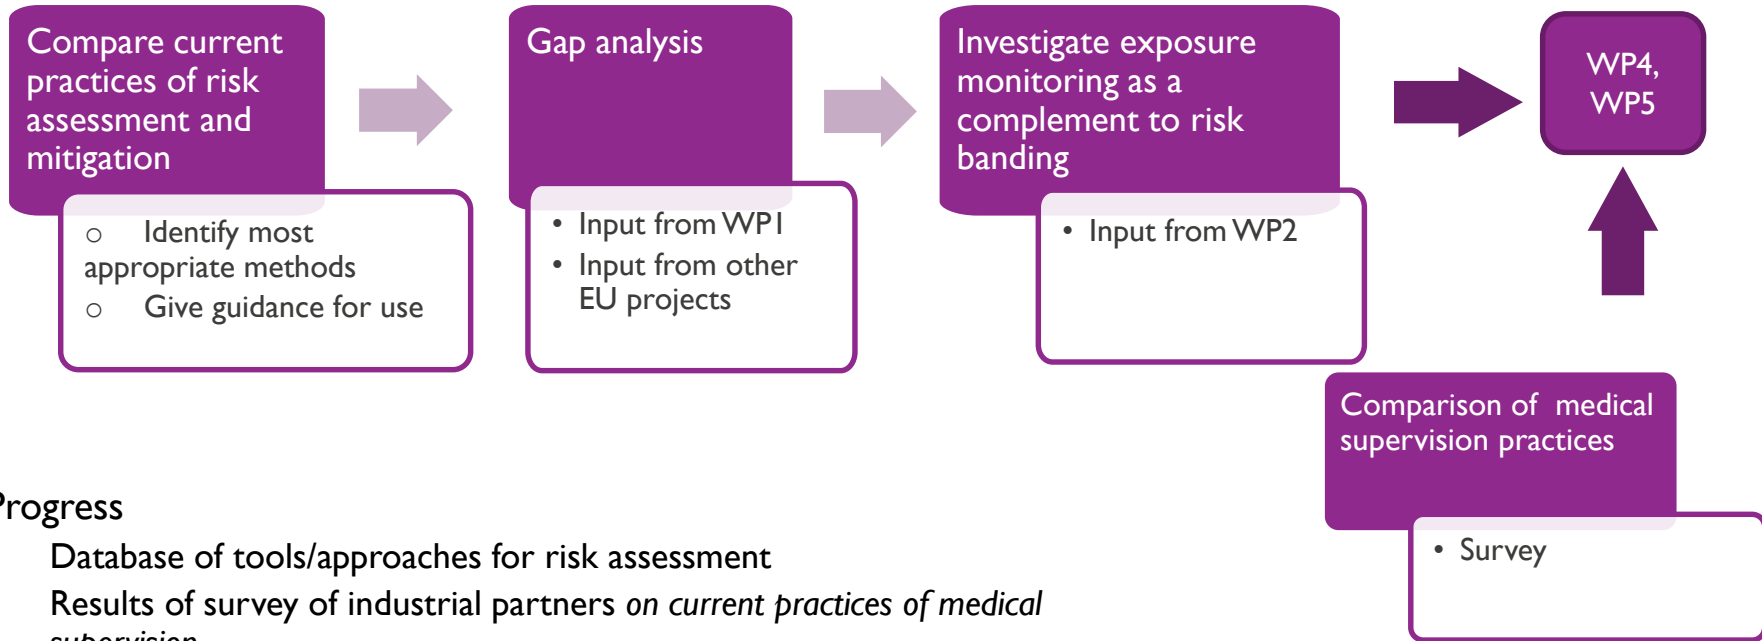 Compare current
practices of risk
assessment and
mitigation
○ Identify most
appropriate methods
○ Give guidance for use
Gap analysis
• Input from WP1
• Input from other
EU projects
Investigate exposure
monitoring as a
complement to risk
banding
• Input from WP2
WP4,
WP5
Comparison of medical
supervision practices
• Survey
Progress
Database of tools/approaches for risk assessment
Results of survey of industrial partners on current practices of medical
supervision